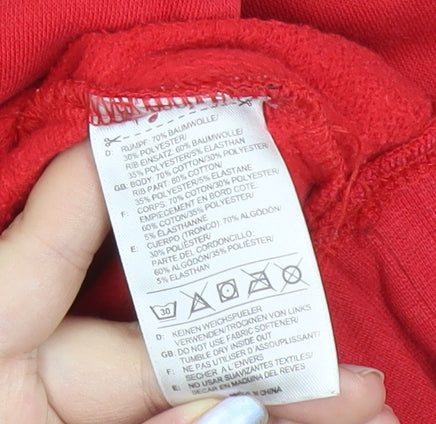 D: RUMPF: 70% BAUMWOLLE/
30% POLYESTER/
RIB EINSATZ: 60% BAUMWOLLE/
35% POLYESTER/5% ELASTHAN
GB: BODY: 70% COTTON/30% POLYESTER/
RIB PART: 60% COTTON/
35% POLYESTER/5% ELASTANE
F: CORPS: 70% COTON/30% POLYESTER/
EMPIECEMENT EN BORD COTE:
60% COTON/35% POLYESTER/
5% ELASTHANNE
E: CUERPO (TRONCO): 70% ALGODÓN/
30% POLIÉSTER/
PARTE DEL CORDONCILLO:
60% ALGODÓN/35% POLIÉSTER/
5% ELASTHAN
30
D: KEINEN WEICHSPUELER
VERWENDEN/TROCKNEN VON LINKS
GB: DO NOT USE FABRIC SOFTENER/
TUMBLE DRY INSIDE OUT
F: NE PAS UTILISER D'ASSOUPLISSANT/
SECHER A L'ENVERS
E: NO USAR SUAVIZANTES TEXTILES/
SECAR EN MAQUINA DEL REVES
CHINA